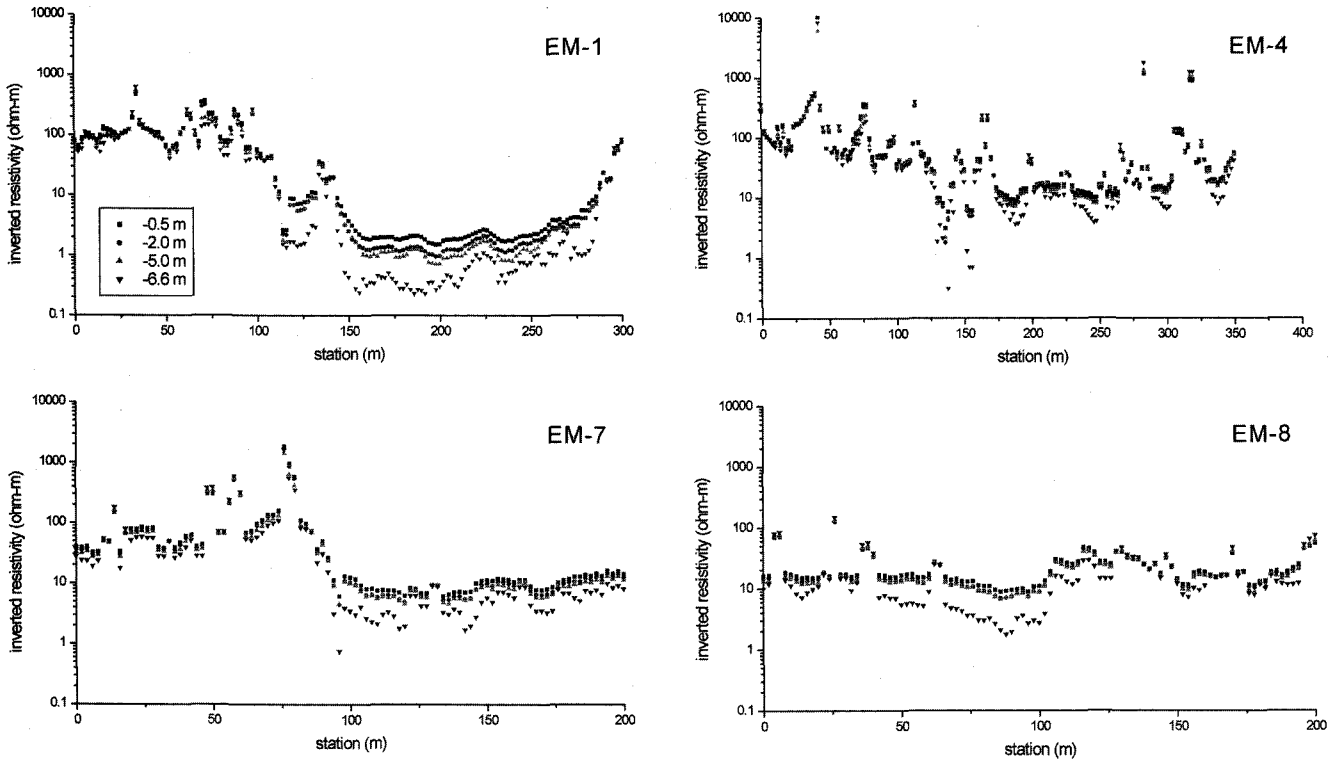 EM-1
inverted resistivity (ohm-m)
10000
1000
100
10
1
0.1
-0.5 m
-2.0 m
-5.0 m
-6.6 m
0 50 100 150 200 250 300
station (m)
EM-4
inverted resistivity (ohm-m)
10000
1000
100
10
1
0.1
0 50 100 150 200 250 300 350 400
station (m)
EM-7
inverted resistivity (ohm-m)
10000
1000
100
10
1
0.1
0 50 100 150 200
station (m)
EM-8
inverted resistivity (ohm-m)
10000
1000
100
10
1
0.1
0 50 100 150 200
station (m)